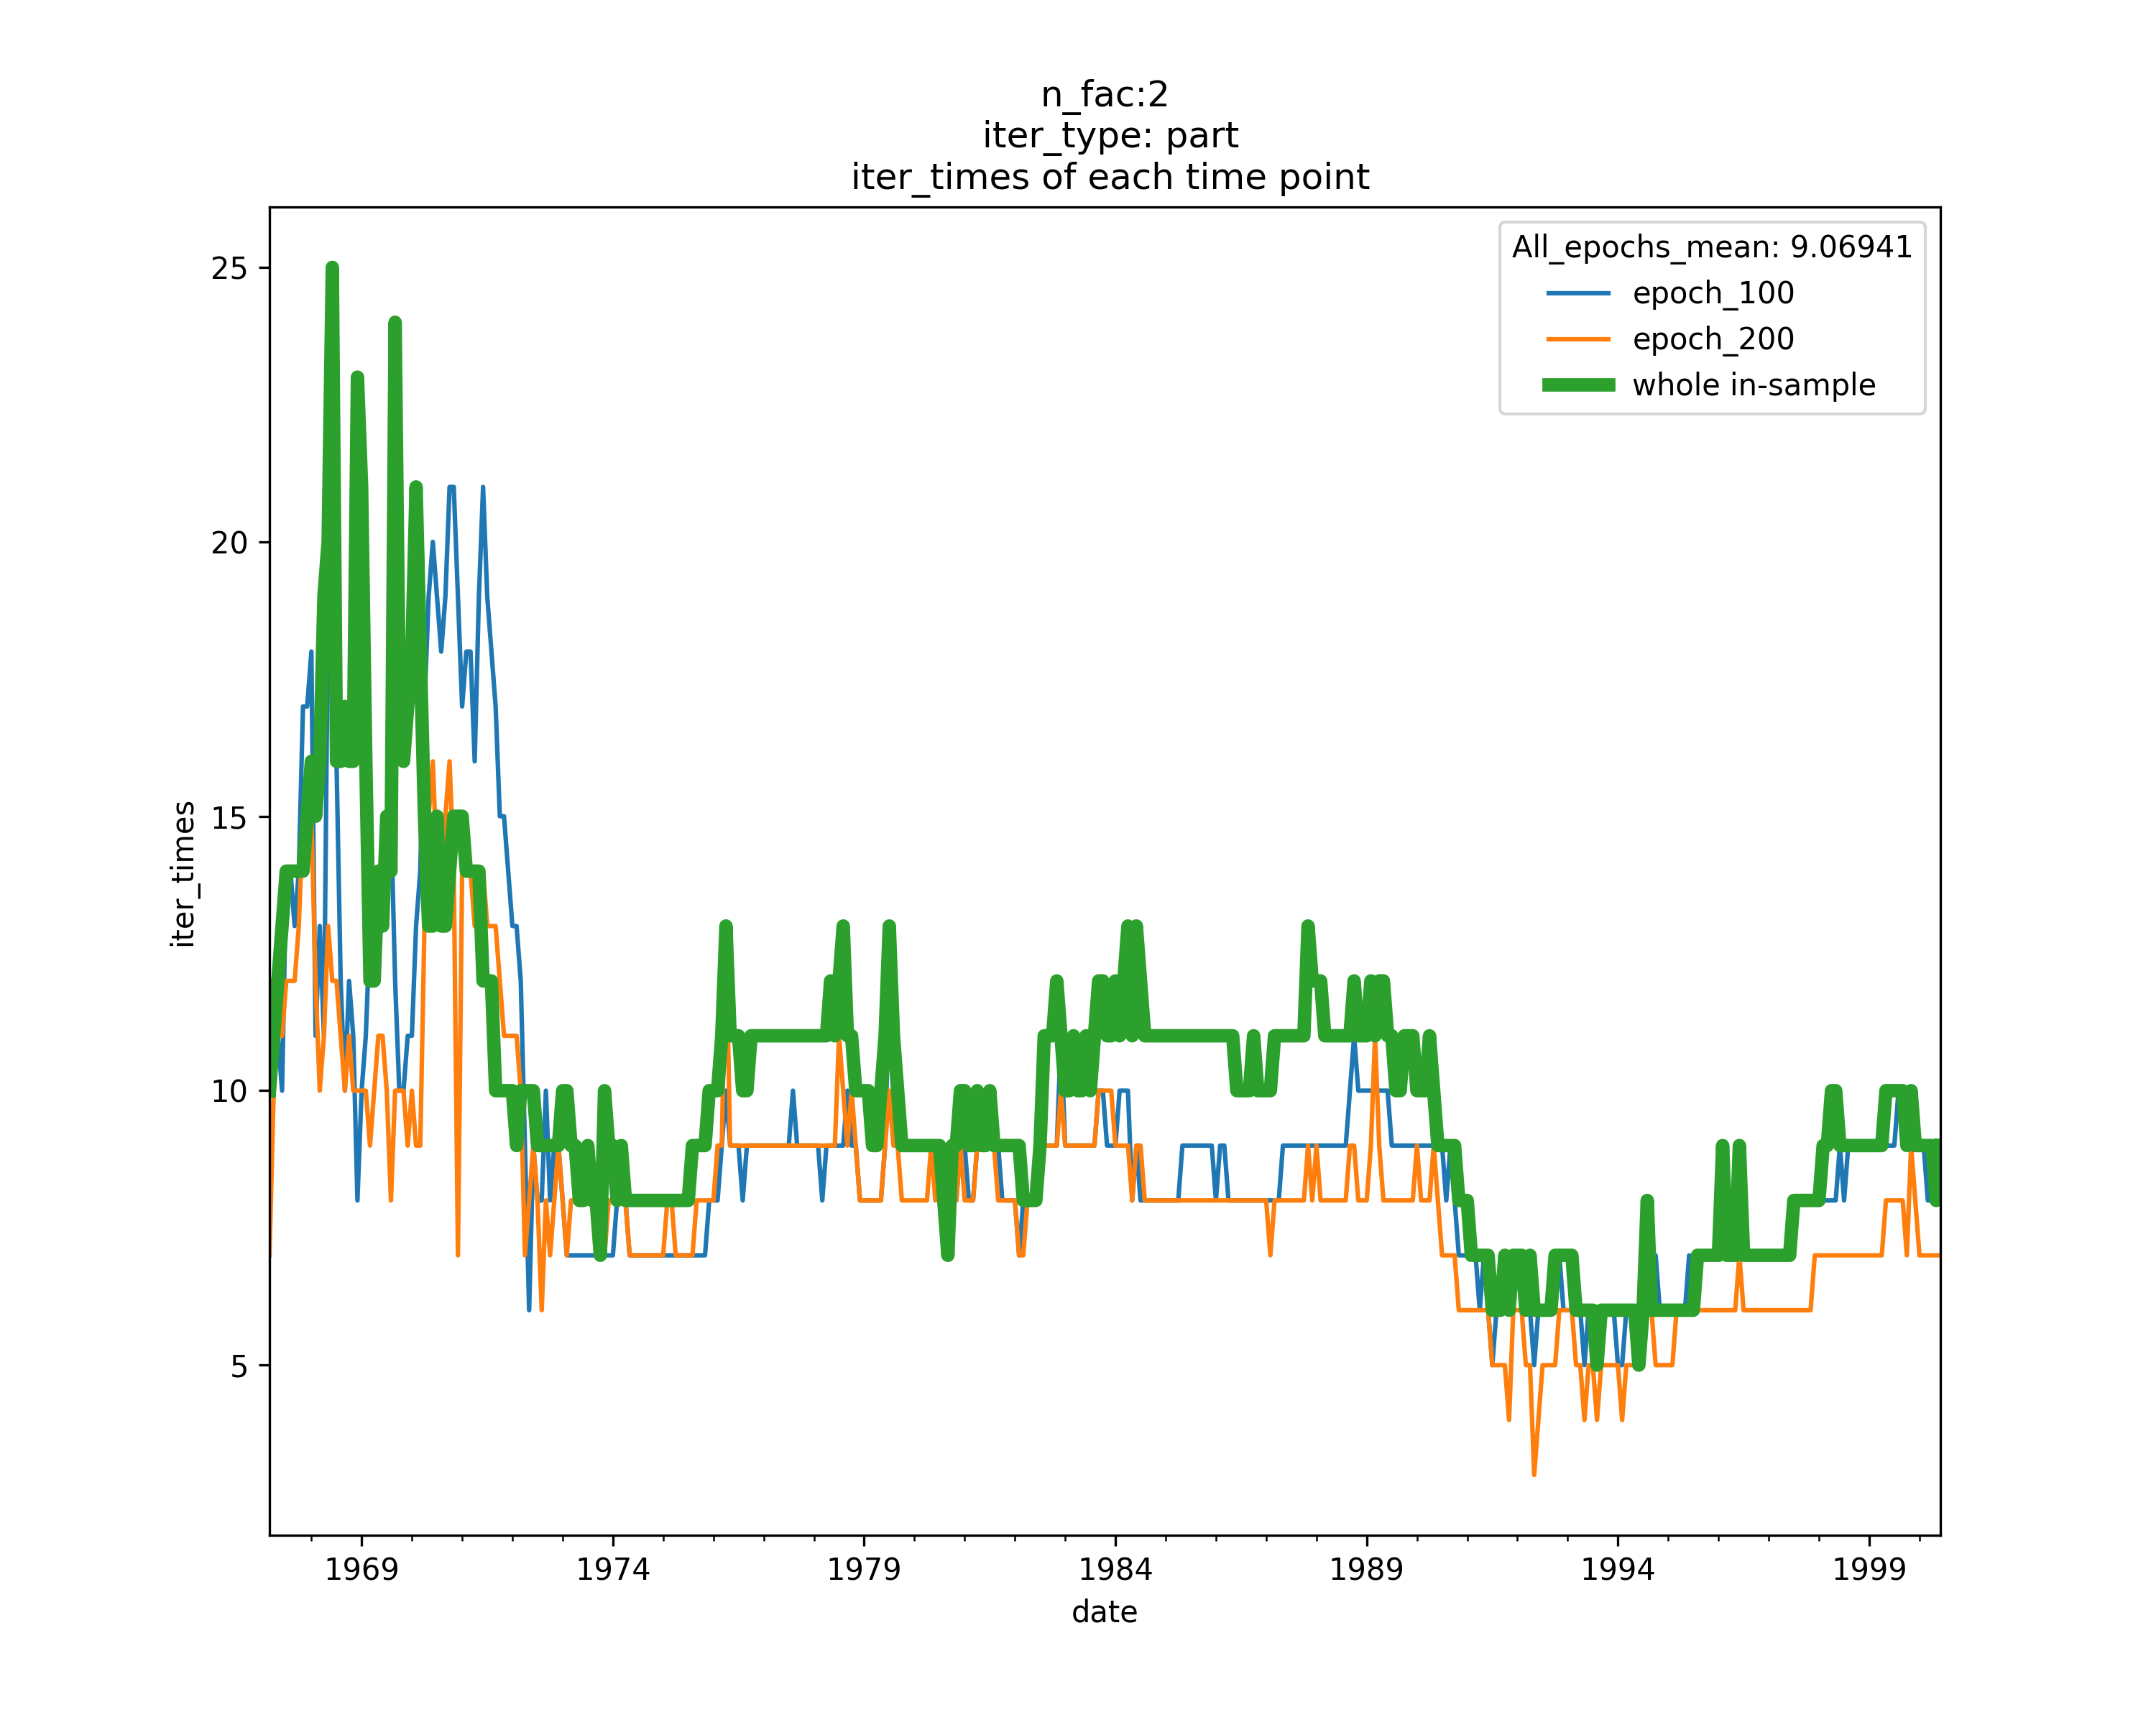 n_fac:2
iter_type: part
iter_times of each time point
All_epochs_mean: 9.06941
epoch_100
epoch_200
whole in-sample
25
20
15
10
5
iter_times
1969 1974 1979 1984 1989 1994 1999
date